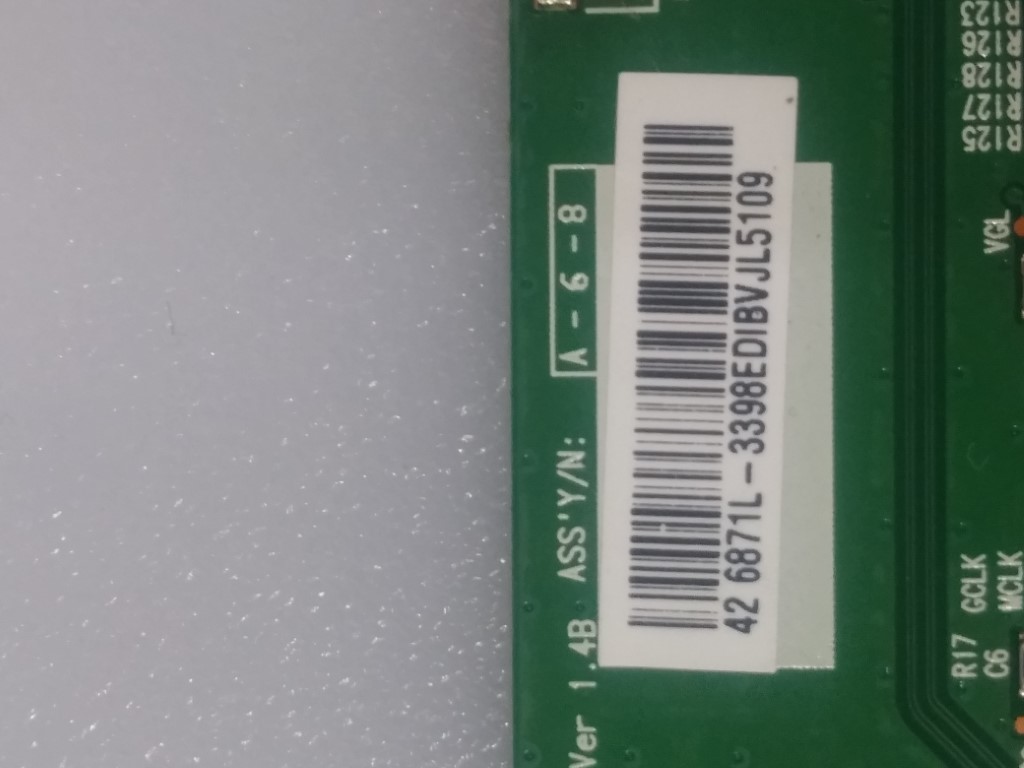 Ver 1.4B ASS'Y/N: A - 6 - 8
42 6871L-3398EDIBVJL5109
R17 GCLK
C6 MCLK
VGL
R125
R127
R128
R126
R123